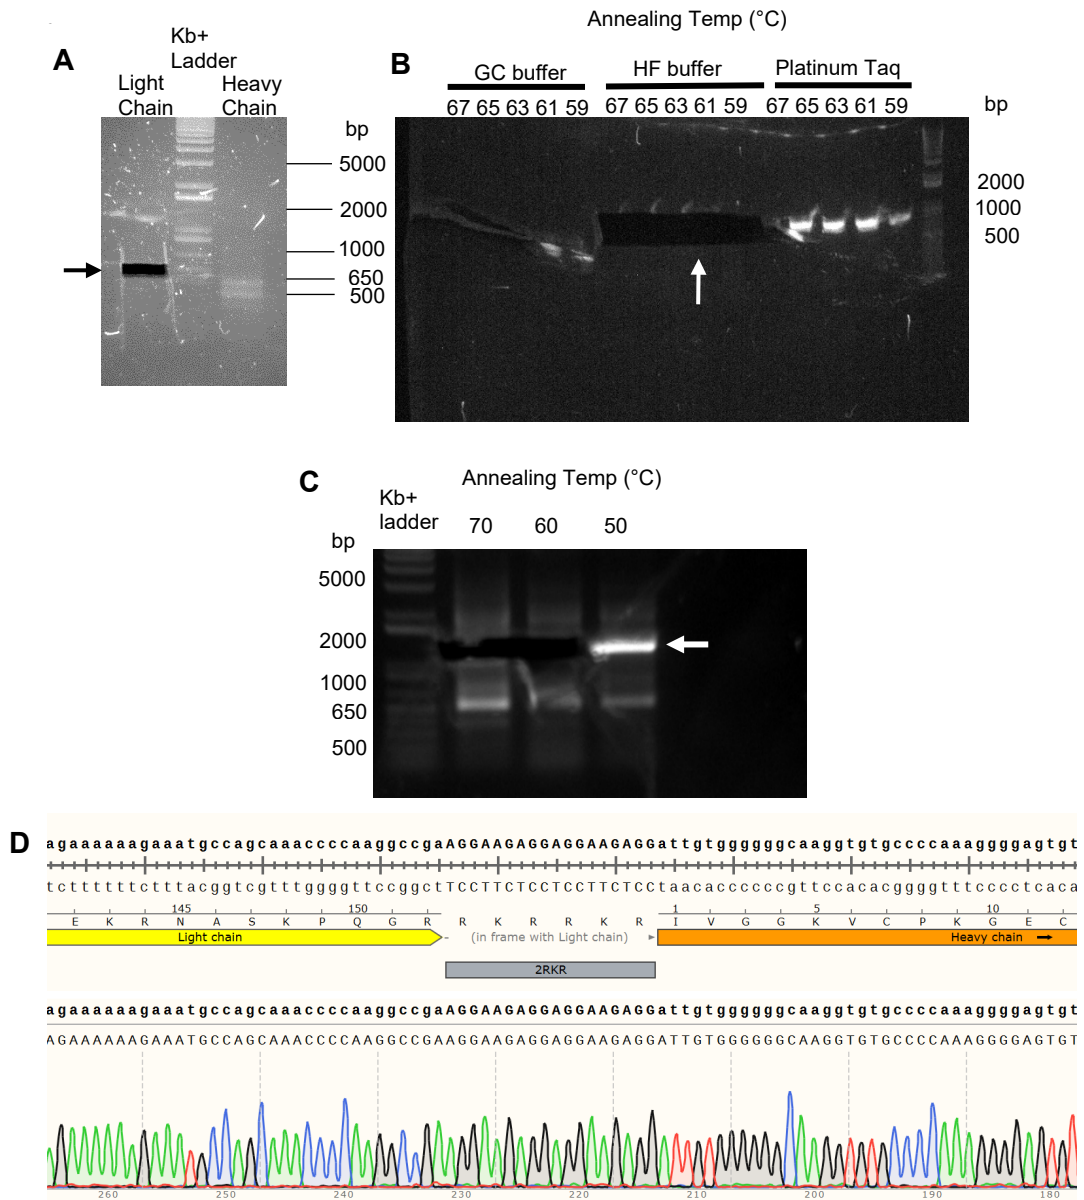 A
Kb+
Ladder
Light
Chain
Heavy
Chain
bp
5000
2000
1000
650
500
Annealing Temp (°C)
B
GC buffer
HF buffer
Platinum Taq
67 65 63 61 59
67 65 63 61 59
67 65 63 61 59
bp
2000
1000
500
C
Annealing Temp (°C)
Kb+
ladder
70 60 50
bp
5000
2000
1000
650
500
D
agaaaaaagaaatgccagcaaaccccaaggccgaAGGAAGAGGAGGAAGAGGattgtggggggcaaggtgtgccccaaaggggagtgt
tcttttttctttacggtcgtttggggttccggctTCCTTCTCCTCCTTCTCCtaacaccccccgttccacacggggtttcccctcaca
145 150 1 5 10
E K R N A S K P Q G R R K R R K R I V G G K V C P K G E C
Light chain
(in frame with Light chain)
Heavy chain
2RKR
agaaaaaagaaatgccagcaaaccccaaggccgaAGGAAGAGGAGGAAGAGGattgtggggggcaaggtgtgccccaaaggggagtgt
AGAAAAAAGAAATGCCAGCAAACCCCAAGGCCGAAGGAAGAGGAGGAAGAGGATTGTGGGGGGCAAGGTGTGCCCCAAAGGGGAGTGT
260 250 240 230 220 210 200 190 180